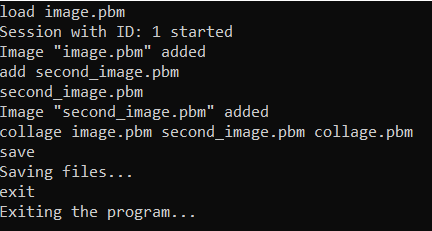 load image.pbm
Session with ID: 1 started
Image "image.pbm" added
add second_image.pbm
second_image.pbm
Image "second_image.pbm" added
collage image.pbm second_image.pbm collage.pbm
save
Saving files...
exit
Exiting the program...